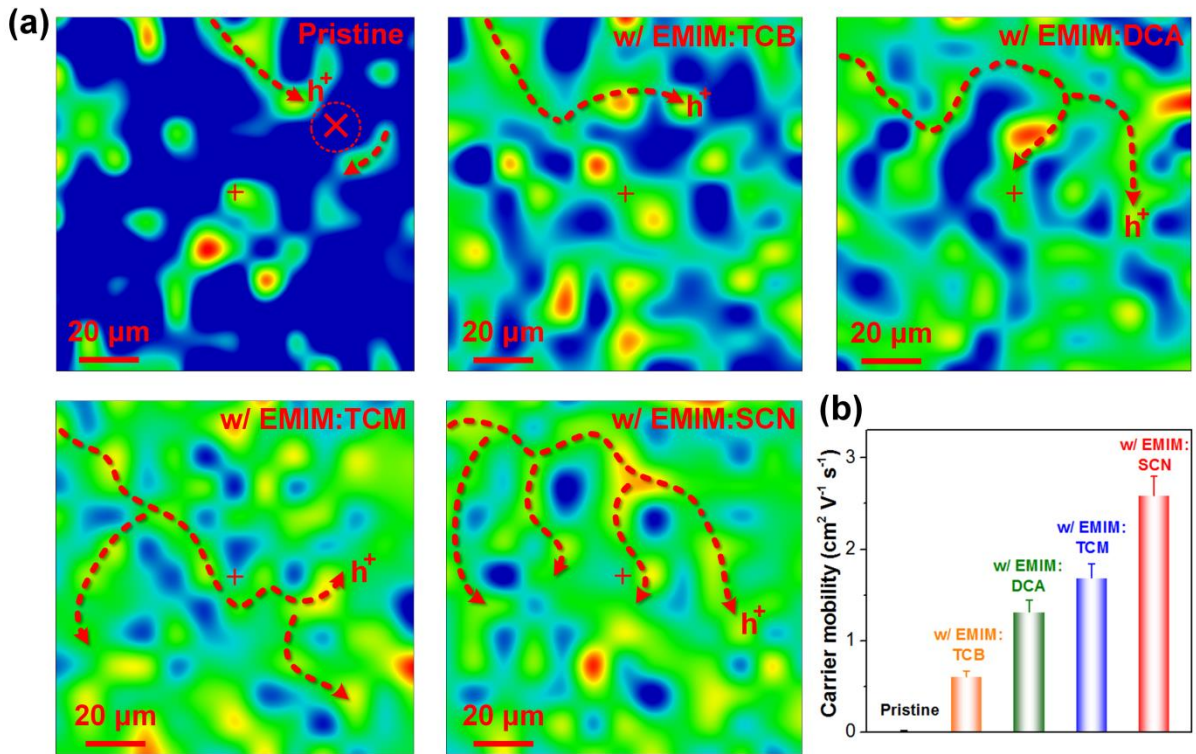 (a)
Pristine
h+
20 μm
w/ EMIM:TCB
h+
20 μm
w/ EMIM:DCA
h+
20 μm
w/ EMIM:TCM
h+
20 μm
w/ EMIM:SCN
h+
20 μm
(b)
Carrier mobility (cm² V⁻¹ s⁻¹)
3
2
1
0
Pristine
w/ EMIM:
TCB
w/ EMIM:
DCA
w/ EMIM:
TCM
w/ EMIM:
SCN